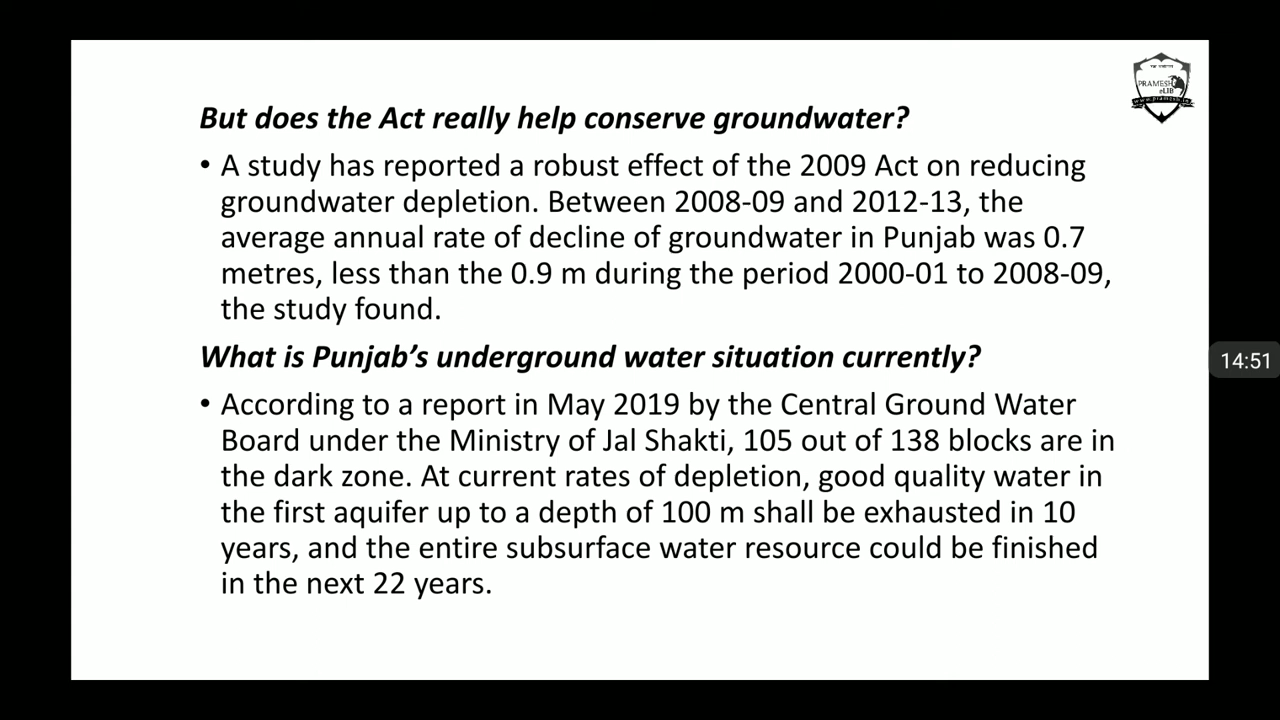 But does the Act really help conserve groundwater?
• A study has reported a robust effect of the 2009 Act on reducing
groundwater depletion. Between 2008-09 and 2012-13, the
average annual rate of decline of groundwater in Punjab was 0.7
metres, less than the 0.9 m during the period 2000-01 to 2008-09,
the study found.
What is Punjab’s underground water situation currently?
• According to a report in May 2019 by the Central Ground Water
Board under the Ministry of Jal Shakti, 105 out of 138 blocks are in
the dark zone. At current rates of depletion, good quality water in
the first aquifer up to a depth of 100 m shall be exhausted in 10
years, and the entire subsurface water resource could be finished
in the next 22 years.
PRAMESH
eLIB
14:51